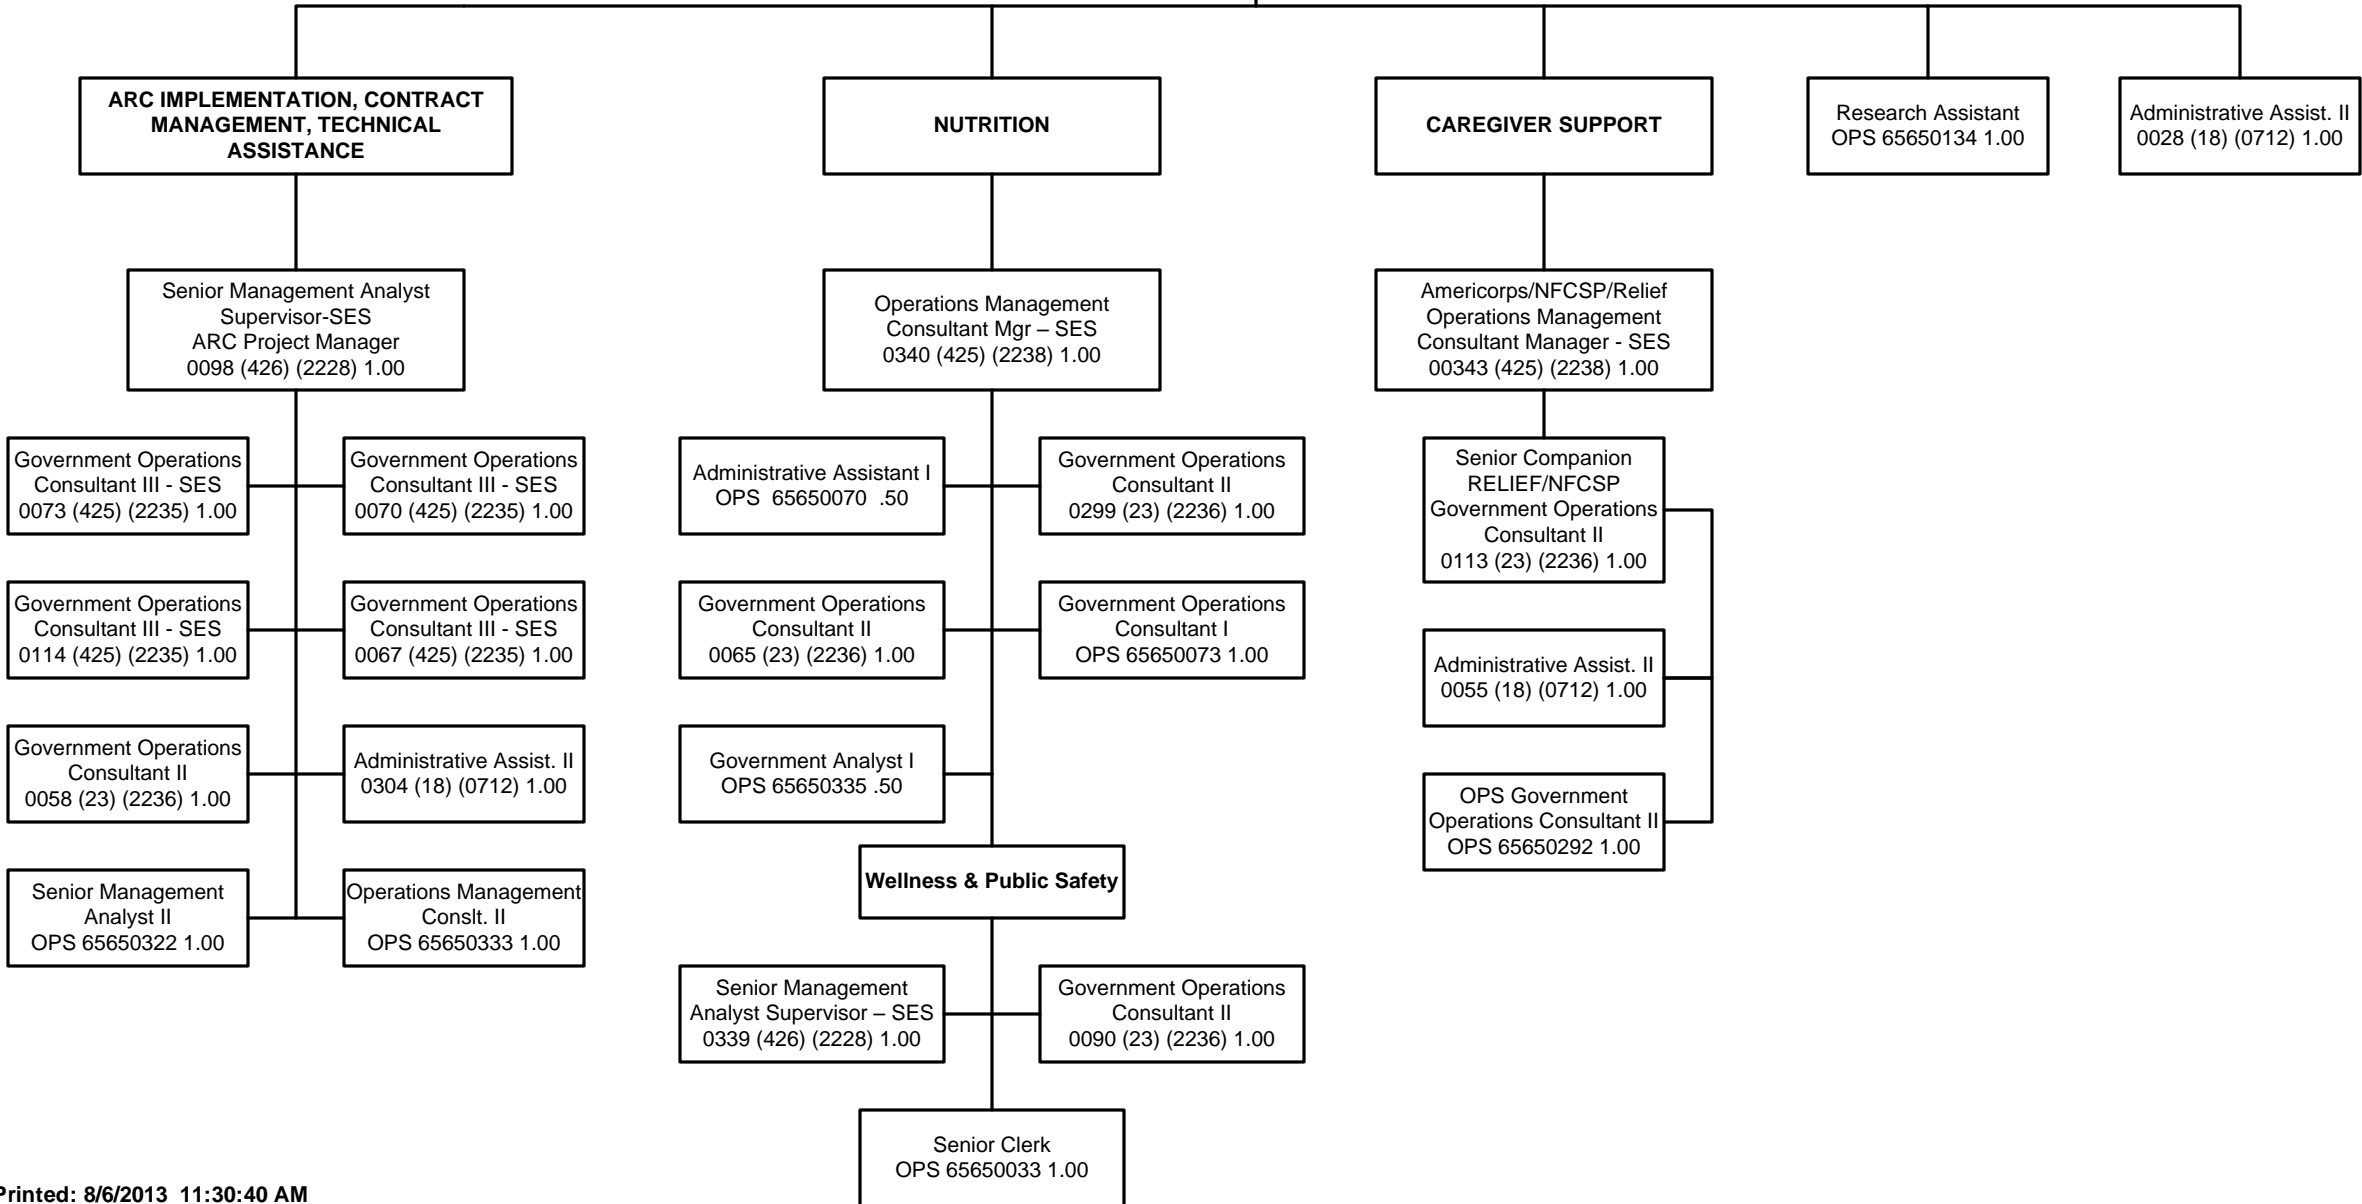 ARC IMPLEMENTATION, CONTRACT
MANAGEMENT, TECHNICAL
ASSISTANCE
NUTRITION
CAREGIVER SUPPORT
Research Assistant
OPS 65650134 1.00
Administrative Assist. II
0028 (18) (0712) 1.00
Senior Management Analyst
Supervisor-SES
ARC Project Manager
0098 (426) (2228) 1.00
Operations Management
Consultant Mgr – SES
0340 (425) (2238) 1.00
Americorps/NFCSP/Relief
Operations Management
Consultant Manager - SES
00343 (425) (2238) 1.00
Government Operations
Consultant III - SES
0073 (425) (2235) 1.00
Government Operations
Consultant III - SES
0070 (425) (2235) 1.00
Administrative Assistant I
OPS 65650070 .50
Government Operations
Consultant II
0299 (23) (2236) 1.00
Senior Companion
RELIEF/NFCSP
Government Operations
Consultant II
0113 (23) (2236) 1.00
Government Operations
Consultant III - SES
0114 (425) (2235) 1.00
Government Operations
Consultant III - SES
0067 (425) (2235) 1.00
Government Operations
Consultant II
0065 (23) (2236) 1.00
Government Operations
Consultant I
OPS 65650073 1.00
Administrative Assist. II
0055 (18) (0712) 1.00
Government Operations
Consultant II
0058 (23) (2236) 1.00
Administrative Assist. II
0304 (18) (0712) 1.00
Government Analyst I
OPS 65650335 .50
OPS Government
Operations Consultant II
OPS 65650292 1.00
Senior Management
Analyst II
OPS 65650322 1.00
Operations Management
Conslt. II
OPS 65650333 1.00
Wellness & Public Safety
Senior Management
Analyst Supervisor – SES
0339 (426) (2228) 1.00
Government Operations
Consultant II
0090 (23) (2236) 1.00
Senior Clerk
OPS 65650033 1.00
Printed: 8/6/2013 11:30:40 AM